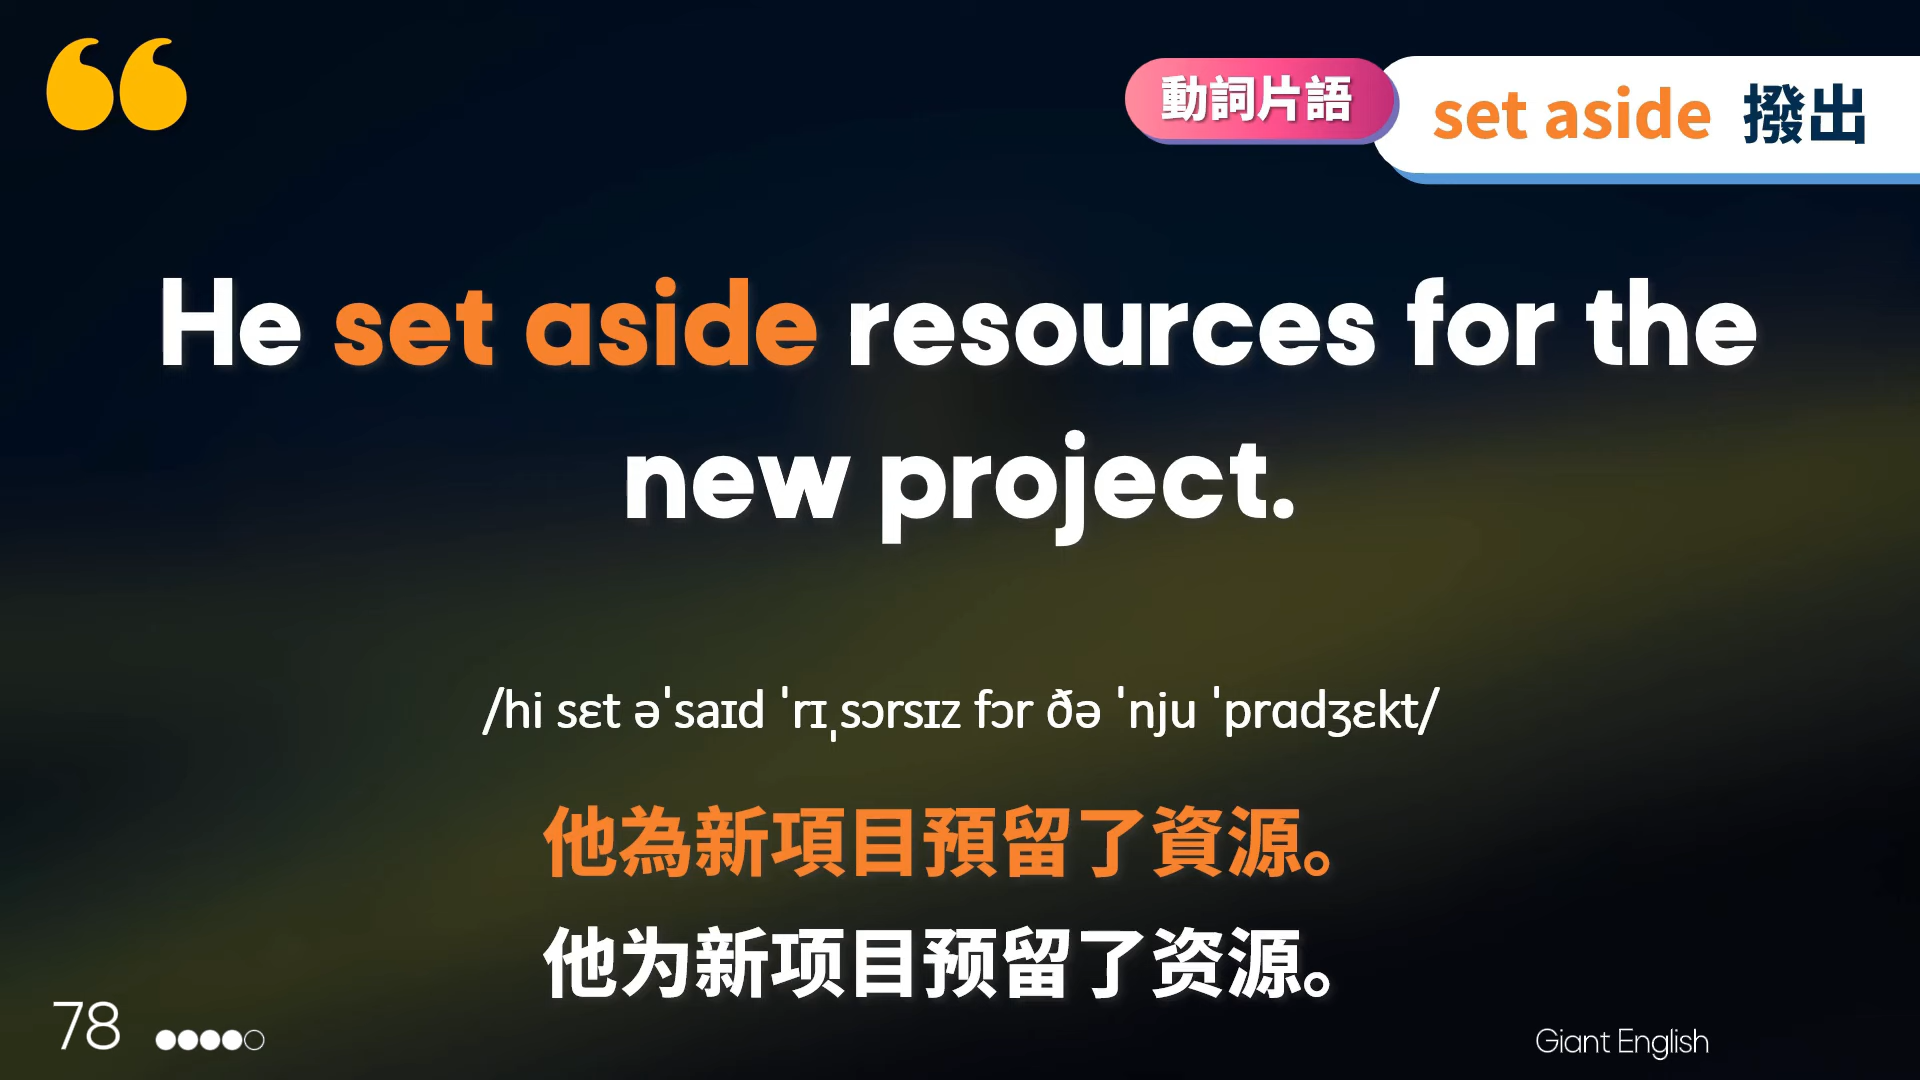 動詞片語
set aside 撥出
He set aside resources for the
new project.
/hi sɛt əˈsaɪd ˈrɪˌsɔrsɪz fɔr ðə ˈnju ˈprɑdʒɛkt/
他為新項目預留了資源。
他为新项目预留了资源。
78
Giant English